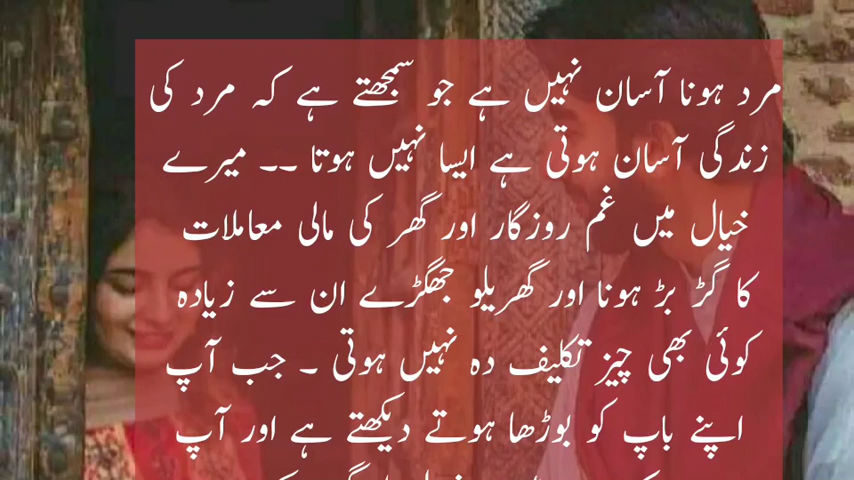 مرد ہونا آسان نہیں ہے جو سمجھتے ہے کہ مرد کی
زندگی آسان ہوتی ہے ایسا نہیں ہوتا ۔۔ میرے
خیال میں غم روزگار اور گھر کی مالی معاملات
کا گڑ بڑ ہونا اور گھریلو جھگڑے ان سے زیادہ
کوئی بھی چیز تکلیف دہ نہیں ہوتی ۔ جب آپ
اپنے باپ کو بوڑھا ہوتے دیکھتے ہے اور آپ